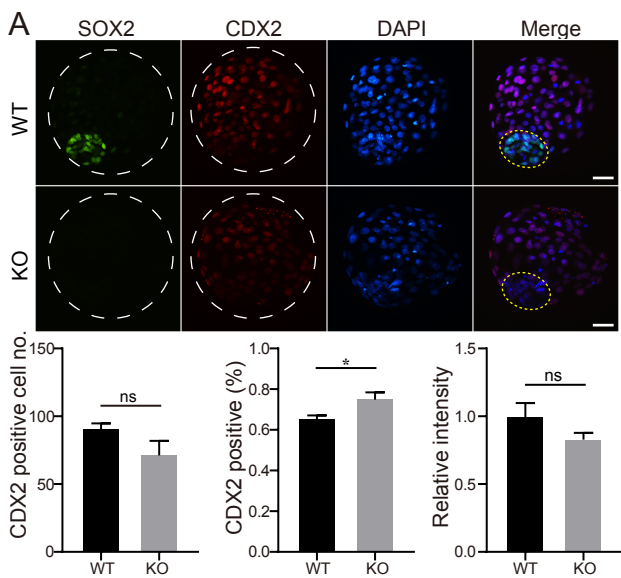 A
SOX2 CDX2 DAPI Merge
WT
KO
CDX2 positive cell no.
150
100
50
0
ns
WT KO
CDX2 positive (%)
1.0
0.8
0.6
0.4
0.2
0.0
*
WT KO
Relative intensity
1.5
1.0
0.5
0.0
ns
WT KO